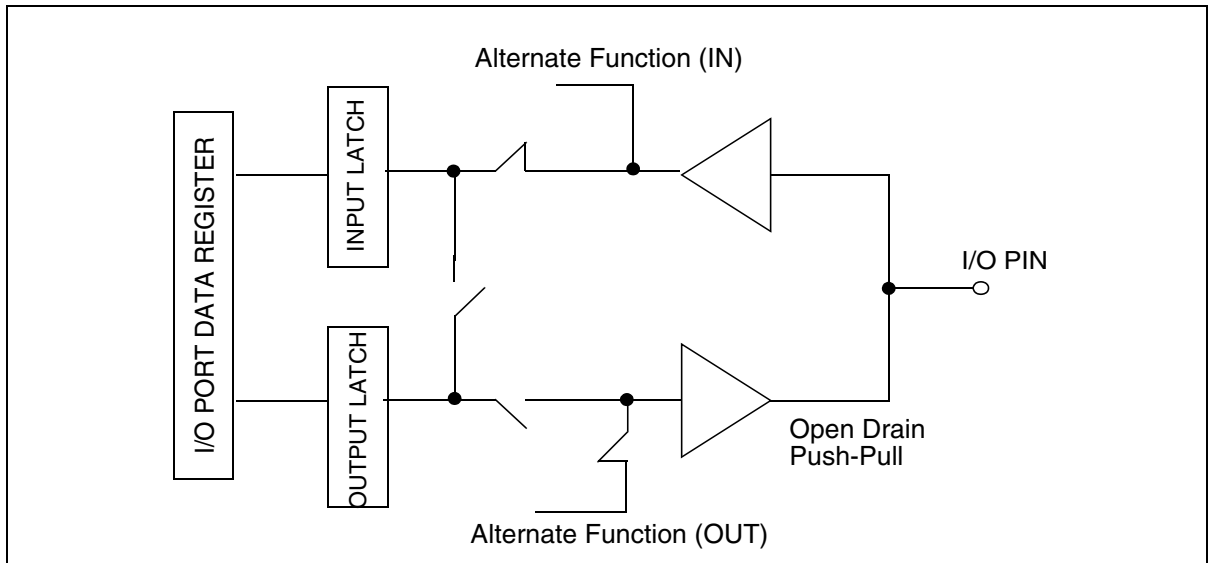 Alternate Function (IN)
I/O PORT DATA REGISTER
INPUT LATCH
I/O PIN
OUTPUT LATCH
Open Drain
Push-Pull
Alternate Function (OUT)